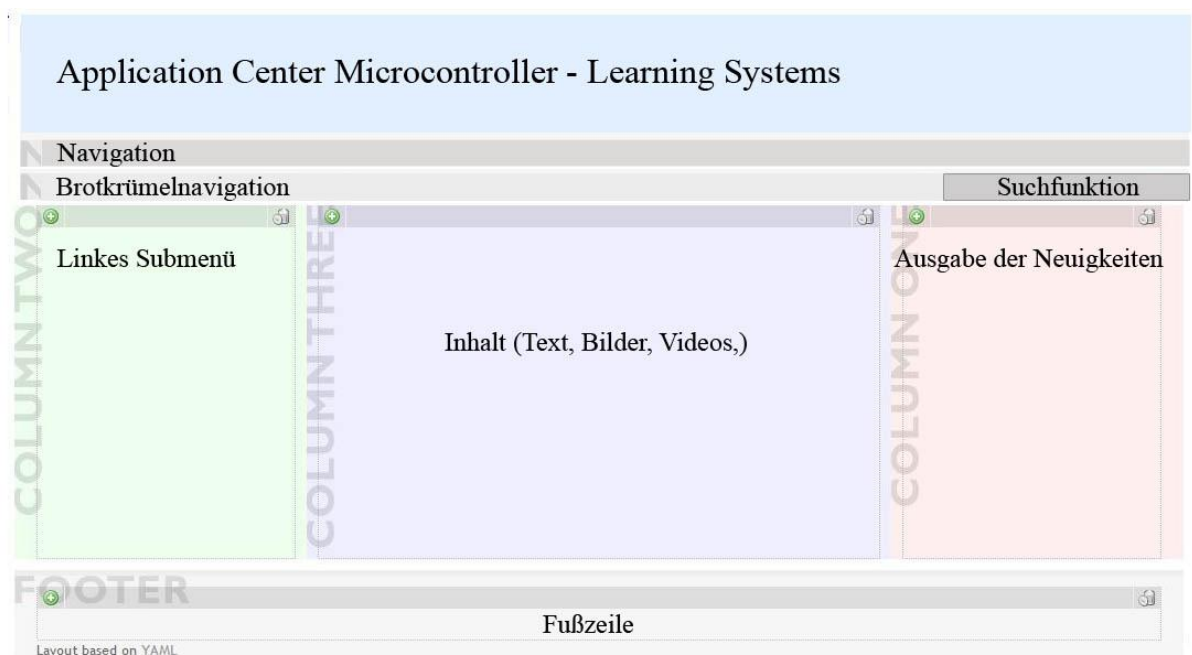 Application Center Microcontroller - Learning Systems
Navigation
Brotkrümelnavigation
Suchfunktion
COLUMN TWO
Linkes Submenü
COLUMN THREE
Inhalt (Text, Bilder, Videos,)
COLUMN ONE
Ausgabe der Neuigkeiten
FOOTER
Fußzeile
Layout based on YAML